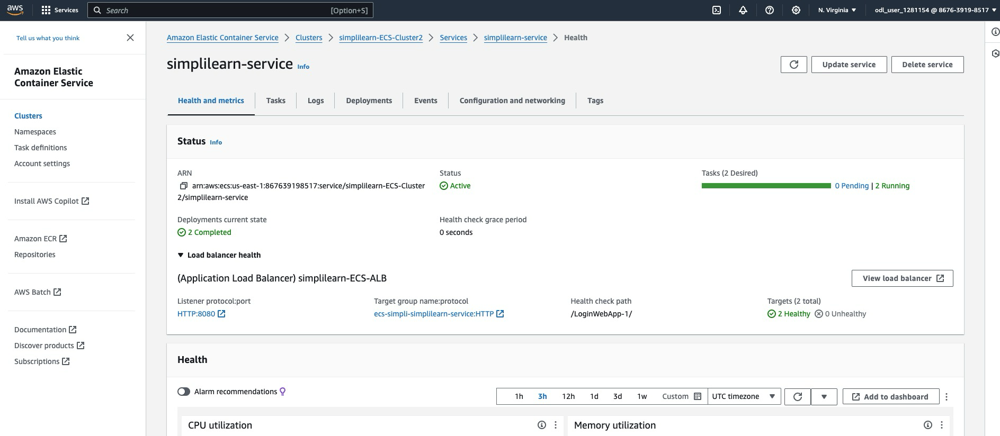 aws
Services
Search
[Option+S]
N. Virginia
odl_user_1281154 @ 8676-3919-8517
Tell us what you think
Amazon Elastic
Container Service
Clusters
Namespaces
Task definitions
Account settings
Install AWS Copilot
Amazon ECR
Repositories
AWS Batch
Documentation
Discover products
Subscriptions
Amazon Elastic Container Service > Clusters > simplilearn-ECS-Cluster2 > Services > simplilearn-service > Health
simplilearn-service Info
Update service
Delete service
Health and metrics
Tasks
Logs
Deployments
Events
Configuration and networking
Tags
Status Info
ARN
arn:aws:ecs:us-east-1:867639198517:service/simplilearn-ECS-Cluster
2/simplilearn-service
Status
Active
Tasks (2 Desired)
0 Pending | 2 Running
Deployments current state
2 Completed
Health check grace period
0 seconds
Load balancer health
(Application Load Balancer) simplilearn-ECS-ALB
View load balancer
Listener protocol:port
HTTP:8080
Target group name:protocol
ecs-simpli-simplilearn-service:HTTP
Health check path
/LoginWebApp-1/
Targets (2 total)
2 Healthy 0 Unhealthy
Health
Alarm recommendations
1h 3h 12h 1d 3d 1w Custom
UTC timezone
Add to dashboard
CPU utilization
Memory utilization